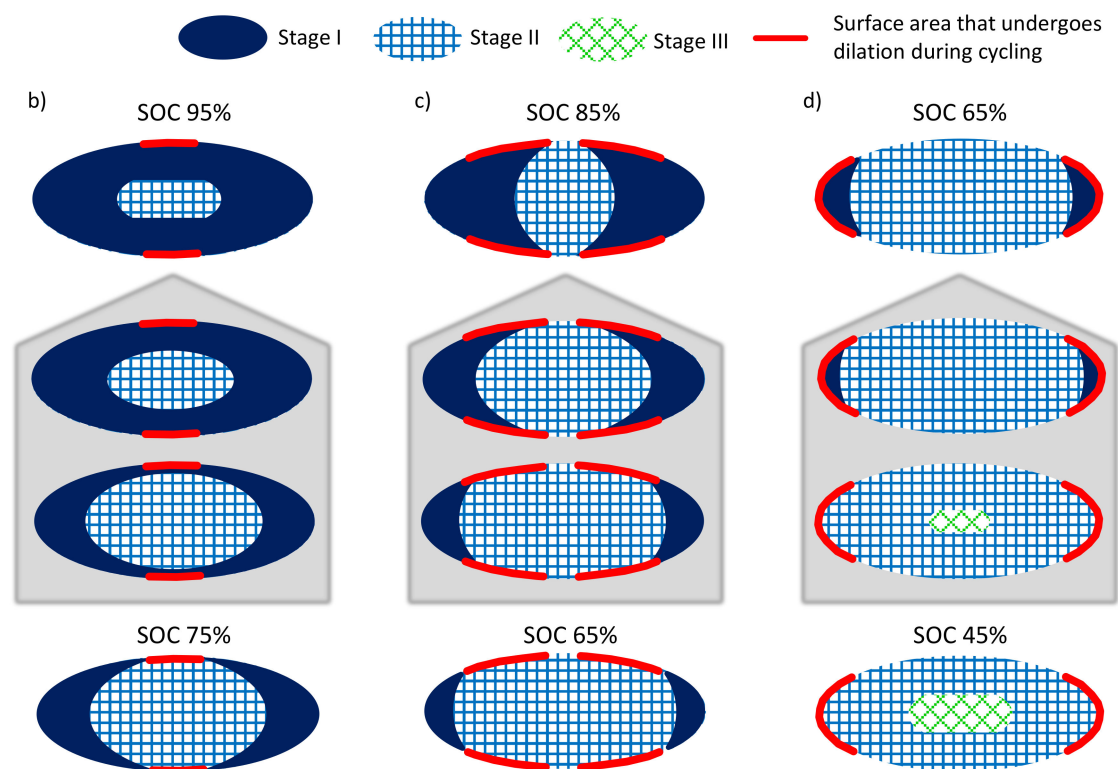 Stage I
Stage II
Stage III
Surface area that undergoes
dilation during cycling
b)
SOC 95%
c)
SOC 85%
d)
SOC 65%
SOC 75%
SOC 65%
SOC 45%